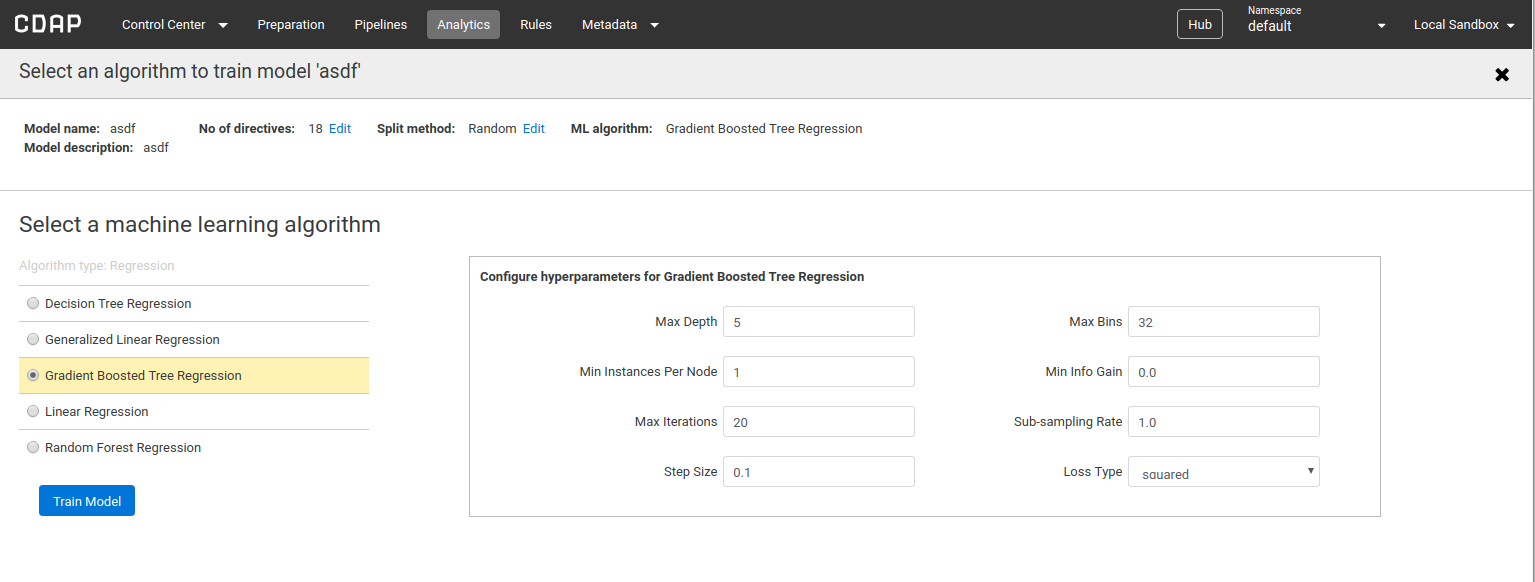 CDAP Control Center Preparation Pipelines Analytics Rules Metadata Hub Namespace default Local Sandbox
Select an algorithm to train model 'asdf'
Model name: asdf No of directives: 18 Edit Split method: Random Edit ML algorithm: Gradient Boosted Tree Regression
Model description: asdf
Select a machine learning algorithm
Algorithm type: Regression
Decision Tree Regression
Generalized Linear Regression
Gradient Boosted Tree Regression
Linear Regression
Random Forest Regression
Train Model
Configure hyperparameters for Gradient Boosted Tree Regression
Max Depth 5 Max Bins 32
Min Instances Per Node 1 Min Info Gain 0.0
Max Iterations 20 Sub-sampling Rate 1.0
Step Size 0.1 Loss Type squared